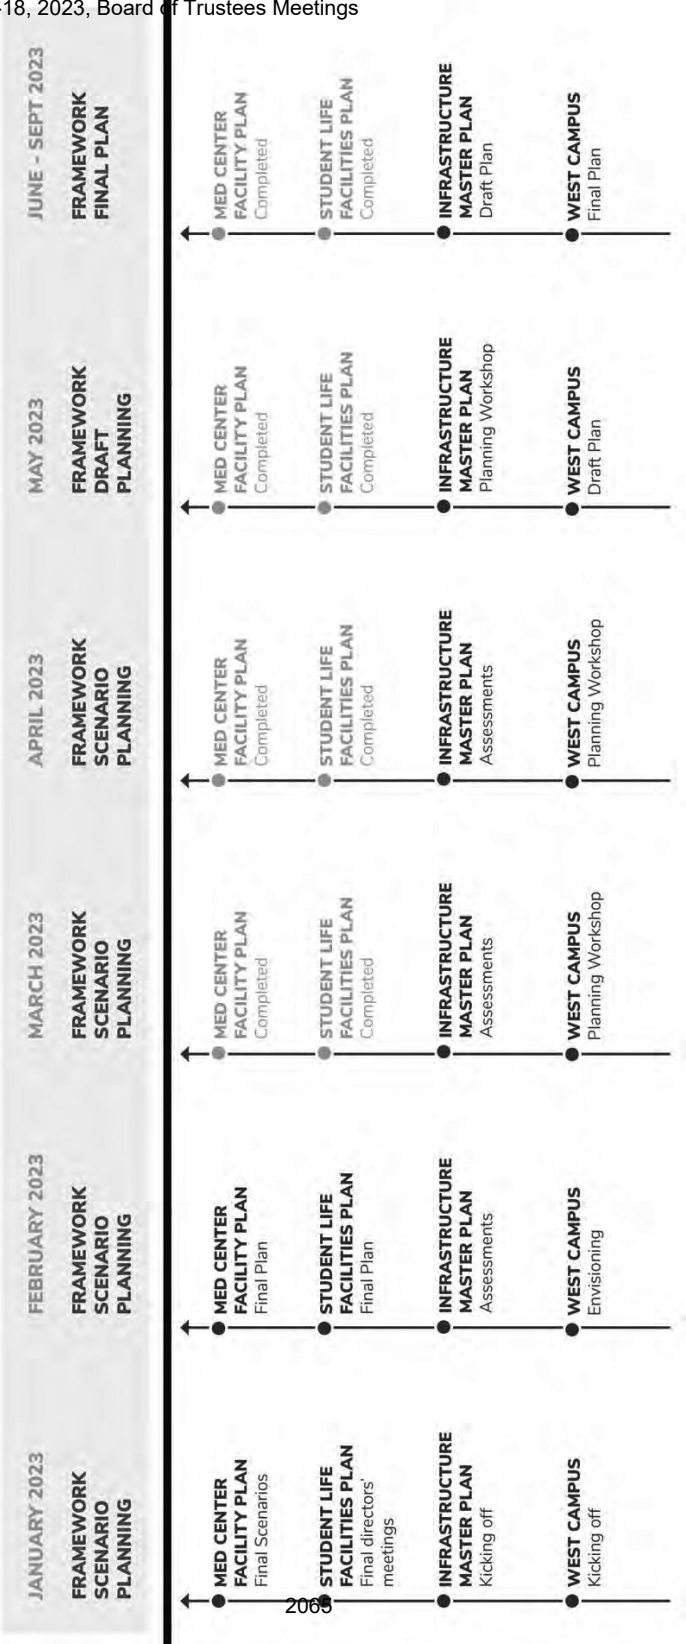 -18, 2023, Board of Trustees Meetings
JANUARY 2023
FRAMEWORK
SCENARIO
PLANNING
MED CENTER
FACILITY PLAN
Final Scenarios
STUDENT LIFE
FACILITIES PLAN
Final directors'
meetings
INFRASTRUCTURE
MASTER PLAN
Kicking off
WEST CAMPUS
Kicking off
FEBRUARY 2023
FRAMEWORK
SCENARIO
PLANNING
MED CENTER
FACILITY PLAN
Final Plan
STUDENT LIFE
FACILITIES PLAN
Final Plan
INFRASTRUCTURE
MASTER PLAN
Assessments
WEST CAMPUS
Envisioning
MARCH 2023
FRAMEWORK
SCENARIO
PLANNING
MED CENTER
FACILITY PLAN
Completed
STUDENT LIFE
FACILITIES PLAN
Completed
INFRASTRUCTURE
MASTER PLAN
Assessments
WEST CAMPUS
Planning Workshop
APRIL 2023
FRAMEWORK
SCENARIO
PLANNING
MED CENTER
FACILITY PLAN
Completed
STUDENT LIFE
FACILITIES PLAN
Completed
INFRASTRUCTURE
MASTER PLAN
Assessments
WEST CAMPUS
Planning Workshop
MAY 2023
FRAMEWORK
DRAFT
PLANNING
MED CENTER
FACILITY PLAN
Completed
STUDENT LIFE
FACILITIES PLAN
Completed
INFRASTRUCTURE
MASTER PLAN
Planning Workshop
WEST CAMPUS
Draft Plan
JUNE - SEPT 2023
FRAMEWORK
FINAL PLAN
MED CENTER
FACILITY PLAN
Completed
STUDENT LIFE
FACILITIES PLAN
Completed
INFRASTRUCTURE
MASTER PLAN
Draft Plan
WEST CAMPUS
Final Plan
2065